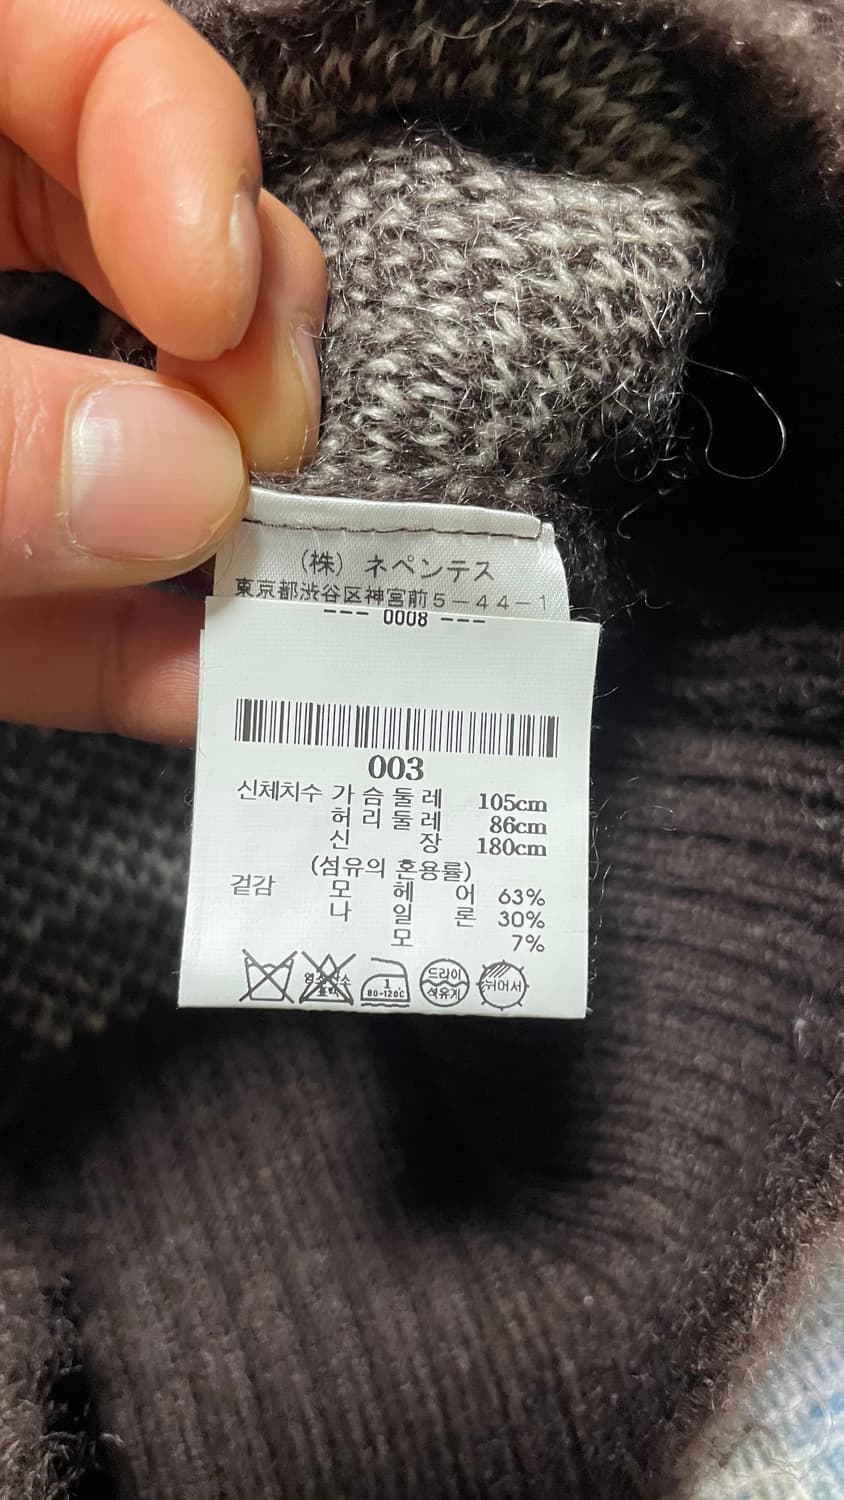 (株) ネペンテス
東京都渋谷区神宮前5-44-1
--- 0008 ---
003
신체치수 가슴둘레 105cm
허리둘레 86cm
신장 180cm
(섬유의 혼용률)
겉감 모헤어 63%
나일론 30%
모 7%
1
80-120℃
드라이
석유계
뉘어서